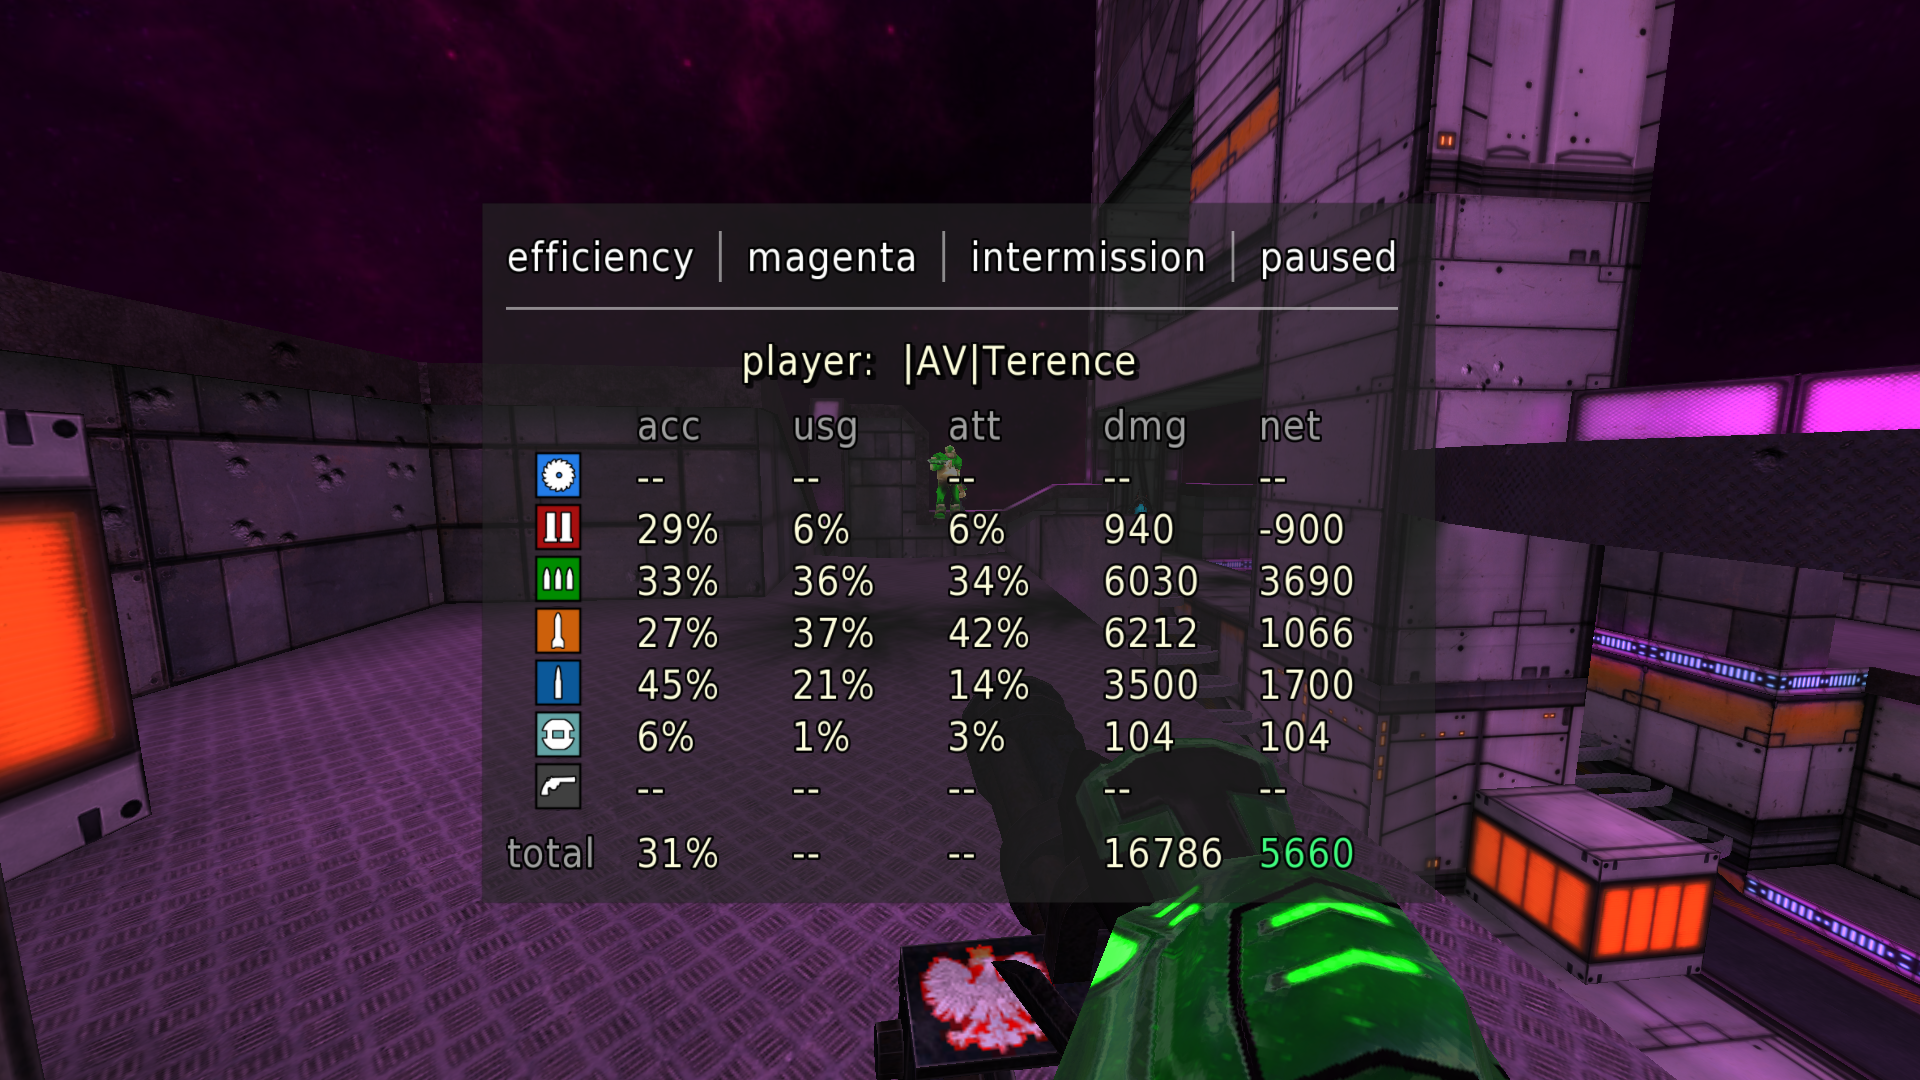 efficiency | magenta | intermission | paused
player: |AV|Terence
acc usg att dmg net
-- -- -- -- --
29% 6% 6% 940 -900
33% 36% 34% 6030 3690
27% 37% 42% 6212 1066
45% 21% 14% 3500 1700
6% 1% 3% 104 104
-- -- -- -- --
total 31% -- -- 16786 5660